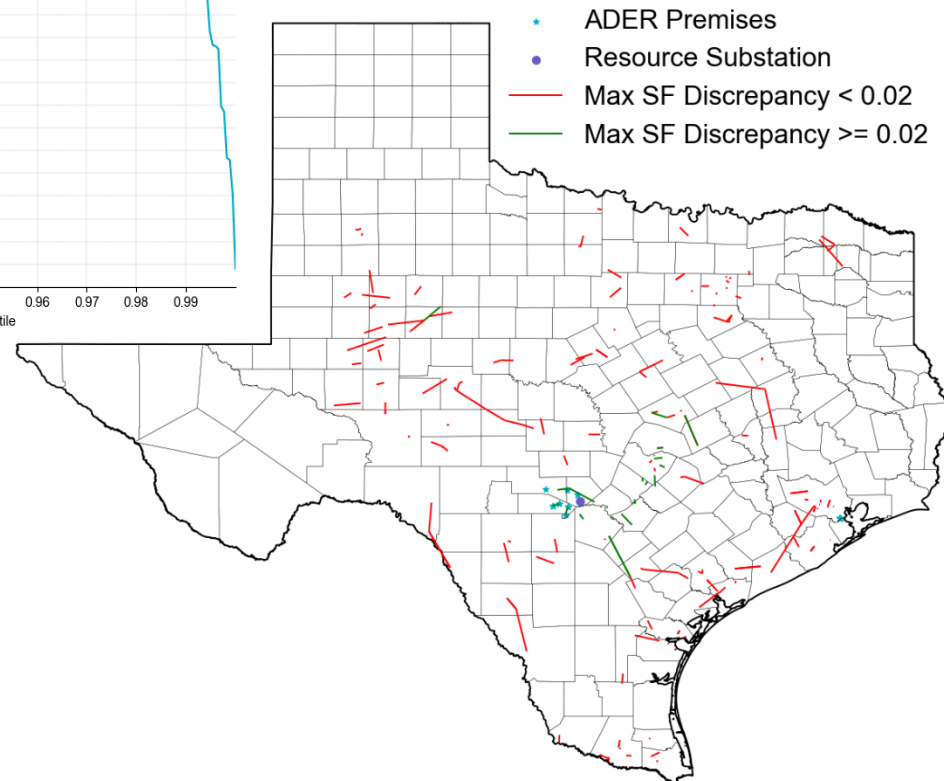 ADER Premises
Resource Substation
Max SF Discrepancy < 0.02
Max SF Discrepancy >= 0.02
0.96 0.97 0.98 0.99